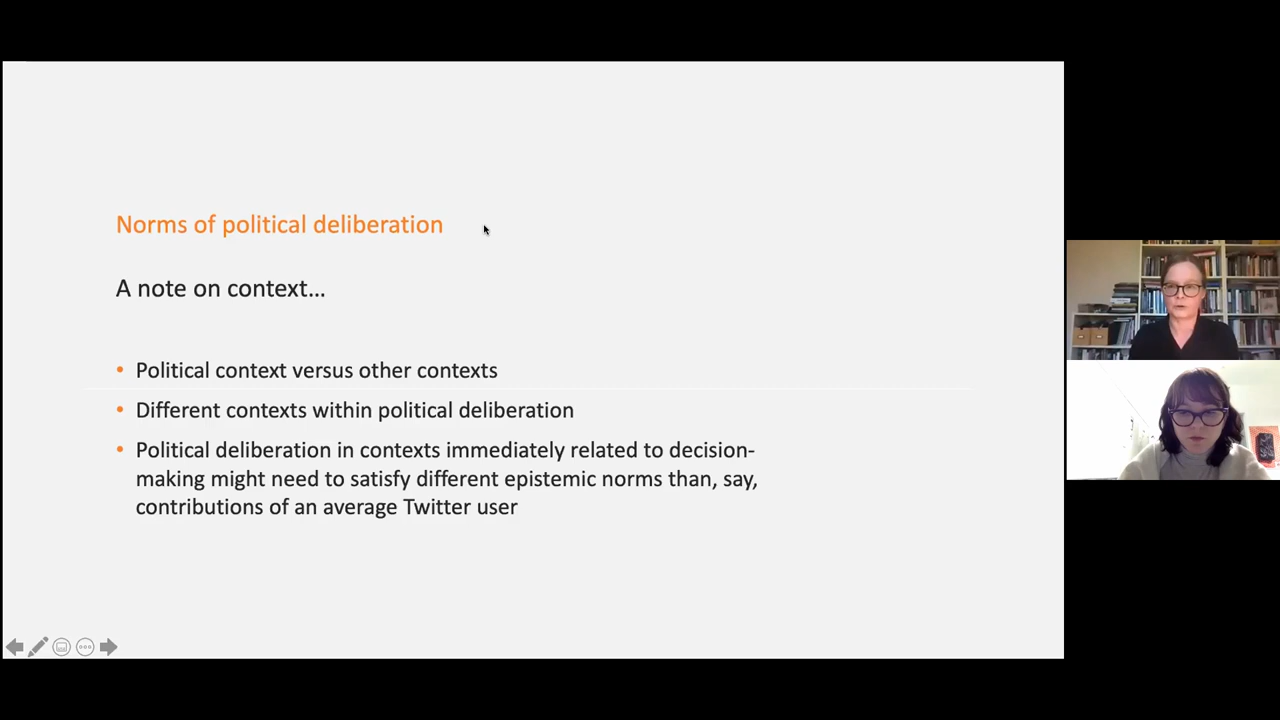 Norms of political deliberation
A note on context...
• Political context versus other contexts
• Different contexts within political deliberation
• Political deliberation in contexts immediately related to decision-
making might need to satisfy different epistemic norms than, say,
contributions of an average Twitter user